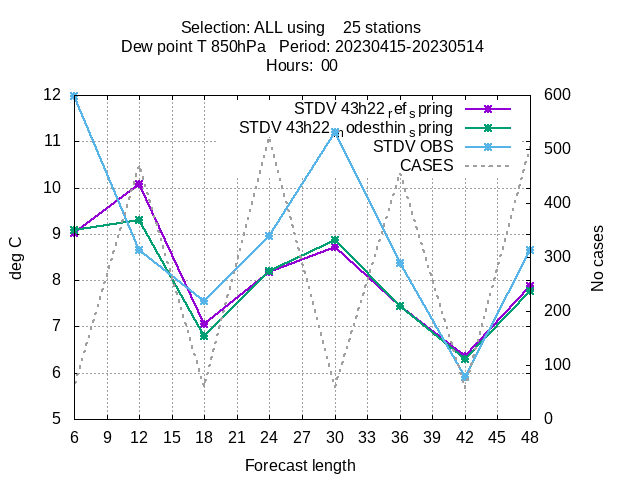 Selection: ALL using    25 stations
Dew point T 850hPa   Period: 20230415-20230514
Hours:  00
STDV 43h22_ref_spring
STDV 43h22_modesthin_spring
STDV OBS
CASES
deg C
12
11
10
9
8
7
6
5
No cases
600
500
400
300
200
100
0
6 9 12 15 18 21 24 27 30 33 36 39 42 45 48
Forecast length